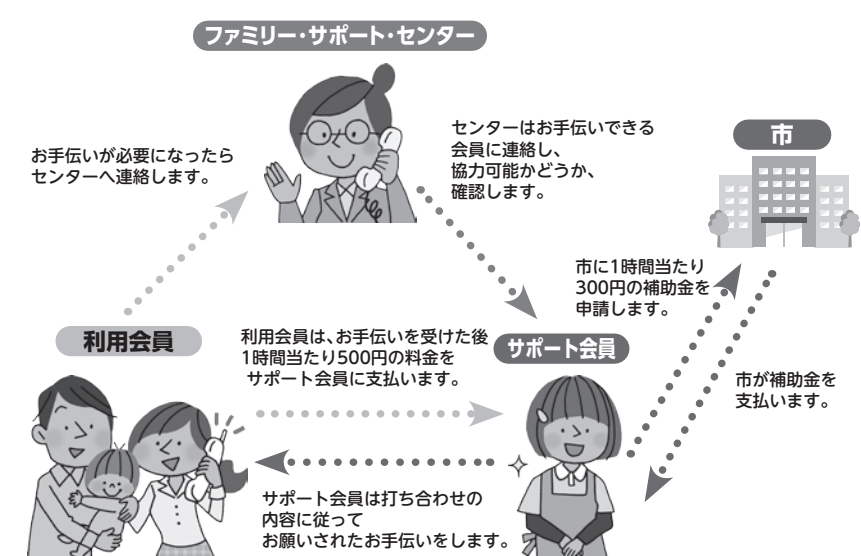 ファミリー・サポート・センター
お手伝いが必要になったら
センターへ連絡します。
センターはお手伝いできる
会員に連絡し、
協力可能かどうか、
確認します。
市
市に1時間当たり
300円の補助金を
申請します。
利用会員
利用会員は、お手伝いを受けた後
1時間当たり500円の料金を
サポート会員に支払います。
サポート会員
市が補助金を
支払います。
サポート会員は打ち合わせの
内容に従って
お願いされたお手伝いをします。